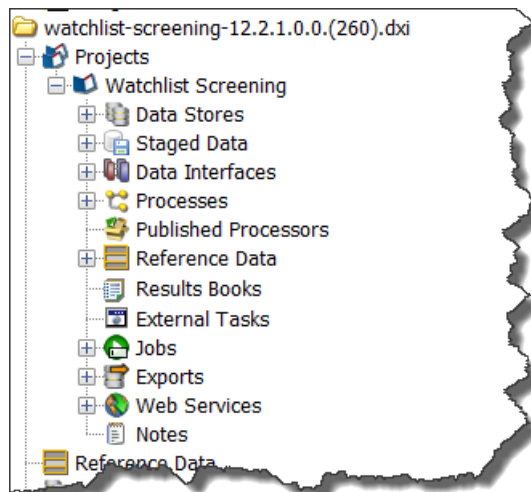 watchlist-screening-12.2.1.0.0.(260).dxi
Projects
Watchlist Screening
Data Stores
Staged Data
Data Interfaces
Processes
Published Processors
Reference Data
Results Books
External Tasks
Jobs
Exports
Web Services
Notes
Reference Data